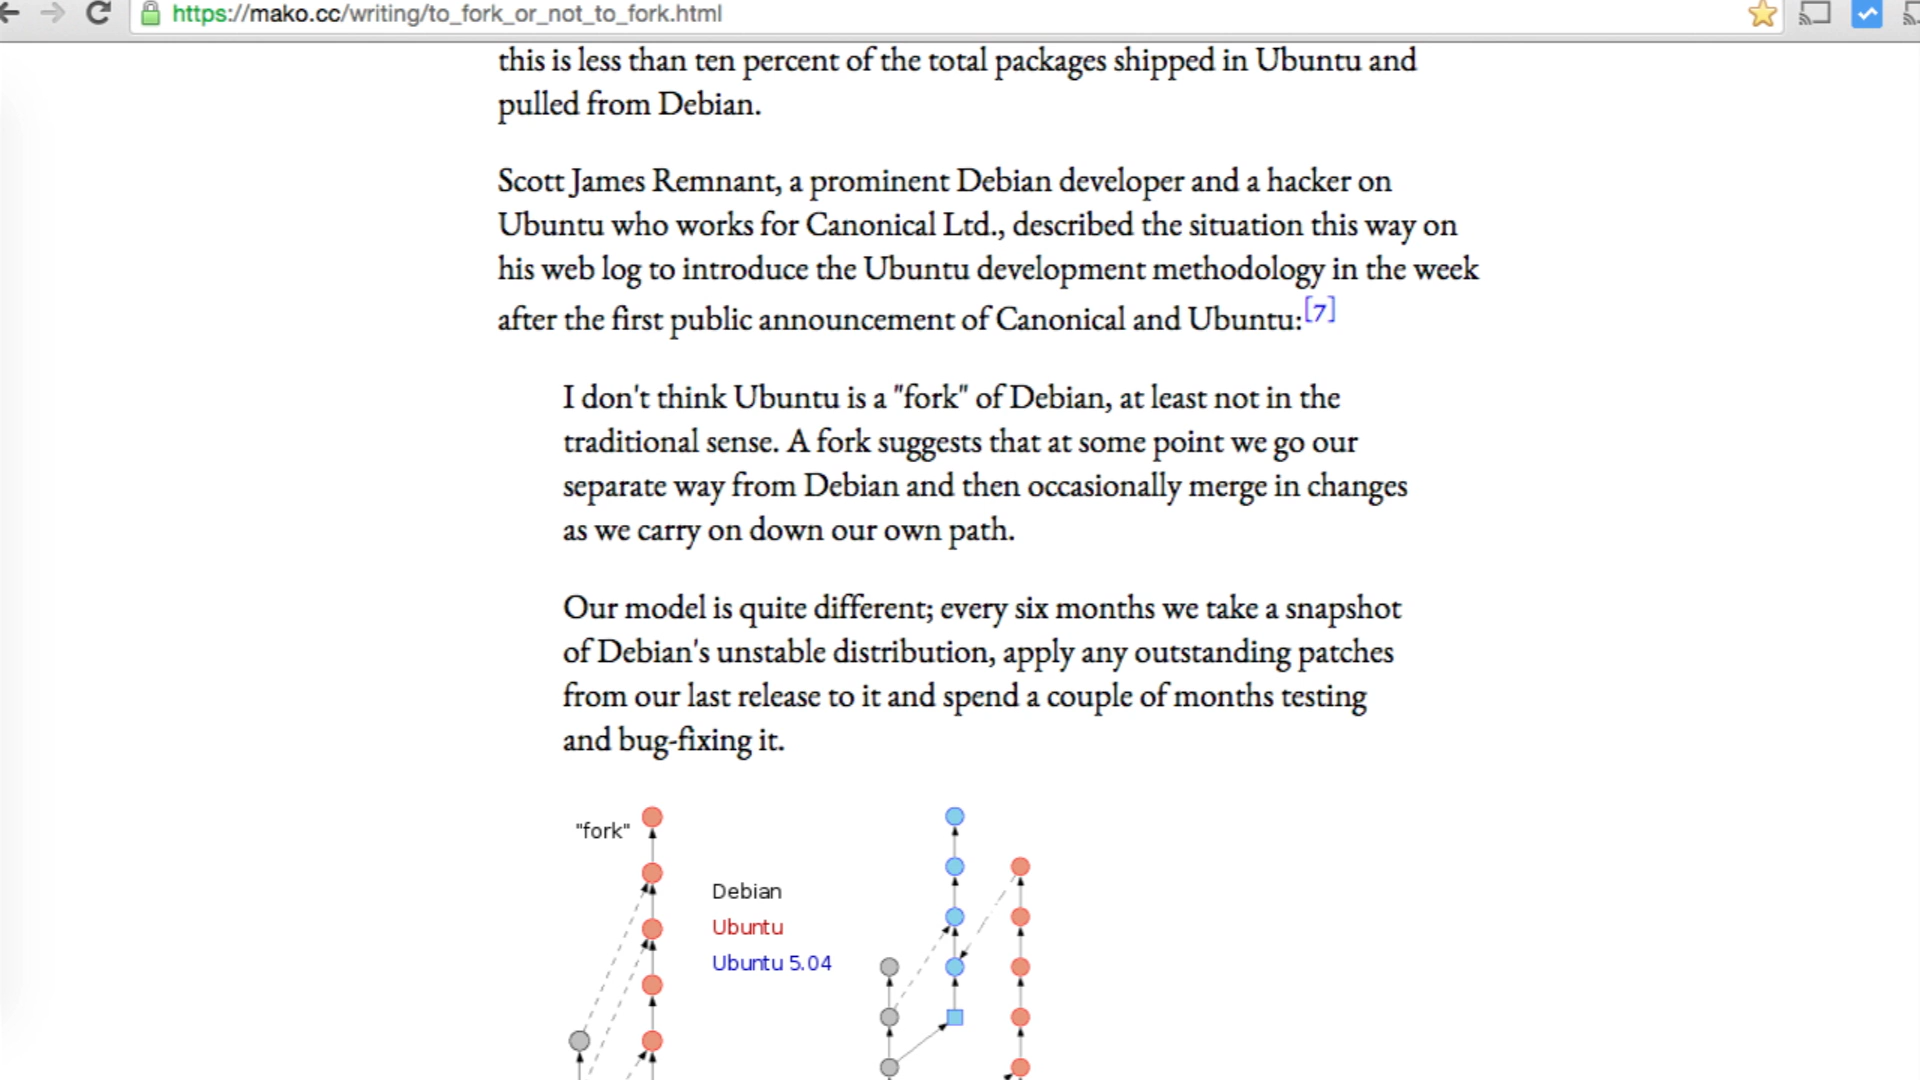 https://mako.cc/writing/to_fork_or_not_to_fork.html
this is less than ten percent of the total packages shipped in Ubuntu and
pulled from Debian.
Scott James Remnant, a prominent Debian developer and a hacker on
Ubuntu who works for Canonical Ltd., described the situation this way on
his web log to introduce the Ubuntu development methodology in the week
after the first public announcement of Canonical and Ubuntu:[7]
I don't think Ubuntu is a "fork" of Debian, at least not in the
traditional sense. A fork suggests that at some point we go our
separate way from Debian and then occasionally merge in changes
as we carry on down our own path.
Our model is quite different; every six months we take a snapshot
of Debian's unstable distribution, apply any outstanding patches
from our last release to it and spend a couple of months testing
and bug-fixing it.
"fork"
Debian
Ubuntu
Ubuntu 5.04